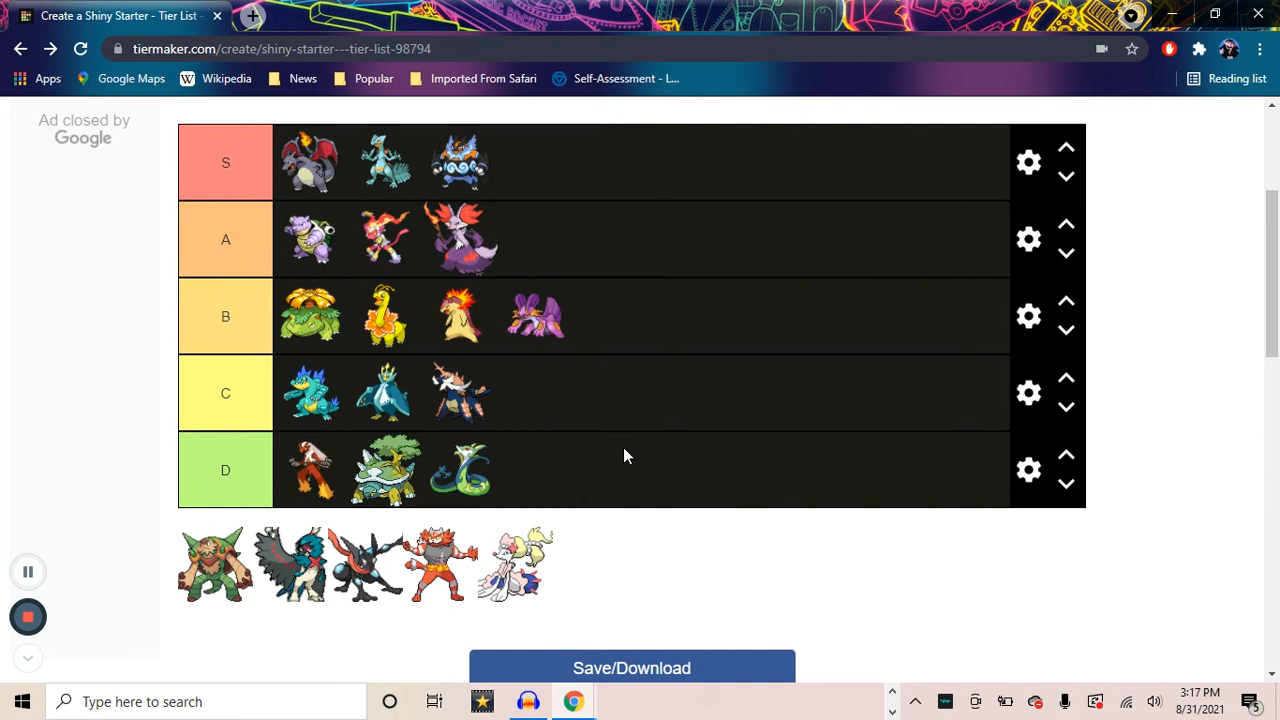 Create a Shiny Starter - Tier List -
tiermaker.com/create/shiny-starter---tier-list-98794
Apps Google Maps Wikipedia News Popular Imported From Safari Self-Assessment - L... Reading list
Ad closed by
Google
S
A
B
C
D
Save/Download
Type here to search
3:17 PM
8/31/2021
5